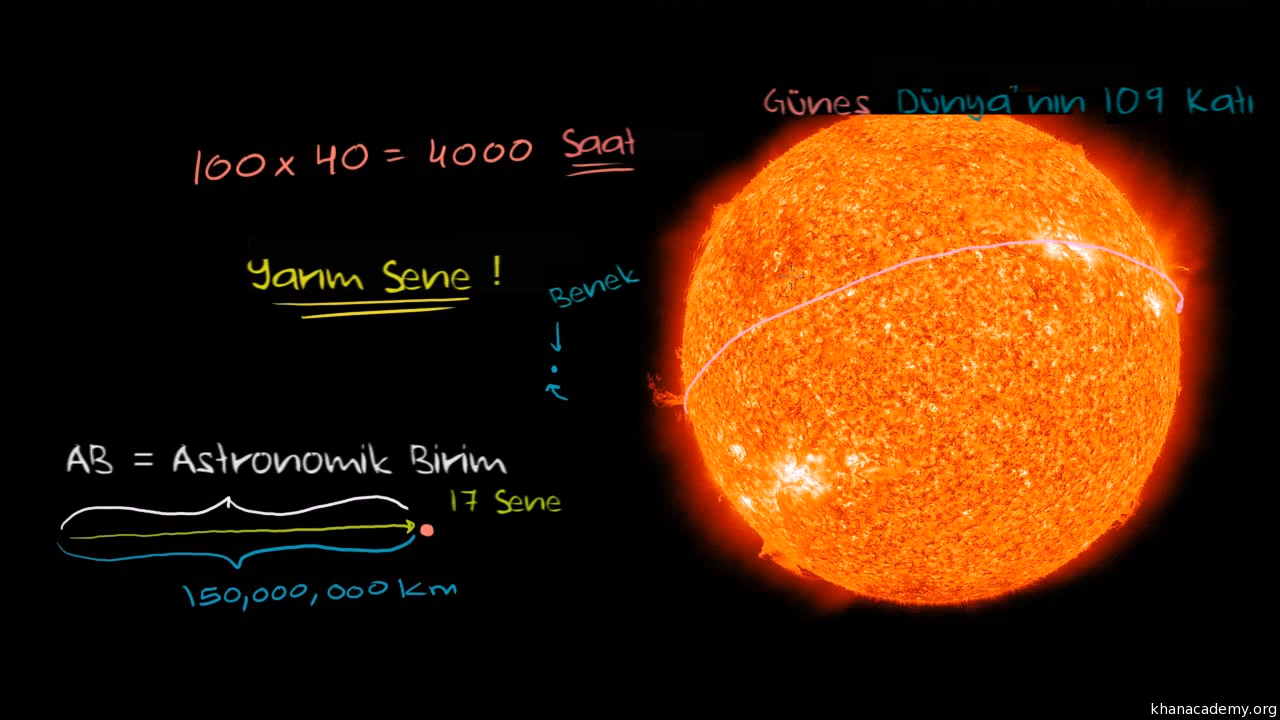 Güneş Dünya'nın 109 Katı
100 x 40 = 4000 Saat
Yarım Sene !
Benek
AB = Astronomik Birim
17 Sene
150,000,000 km
khanacademy.org